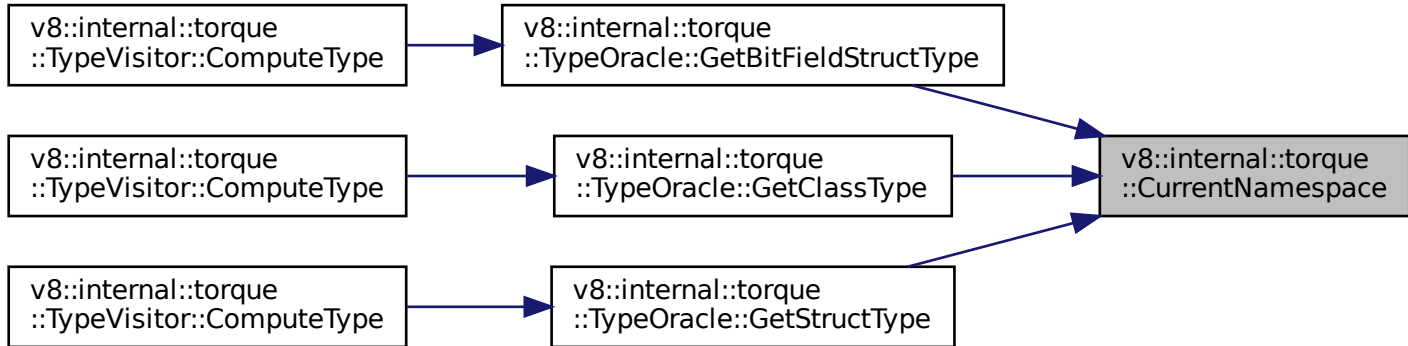 v8::internal::torque
::TypeVisitor::ComputeType
v8::internal::torque
::TypeOracle::GetBitFieldStructType
v8::internal::torque
::TypeVisitor::ComputeType
v8::internal::torque
::TypeOracle::GetClassType
v8::internal::torque
::CurrentNamespace
v8::internal::torque
::TypeVisitor::ComputeType
v8::internal::torque
::TypeOracle::GetStructType